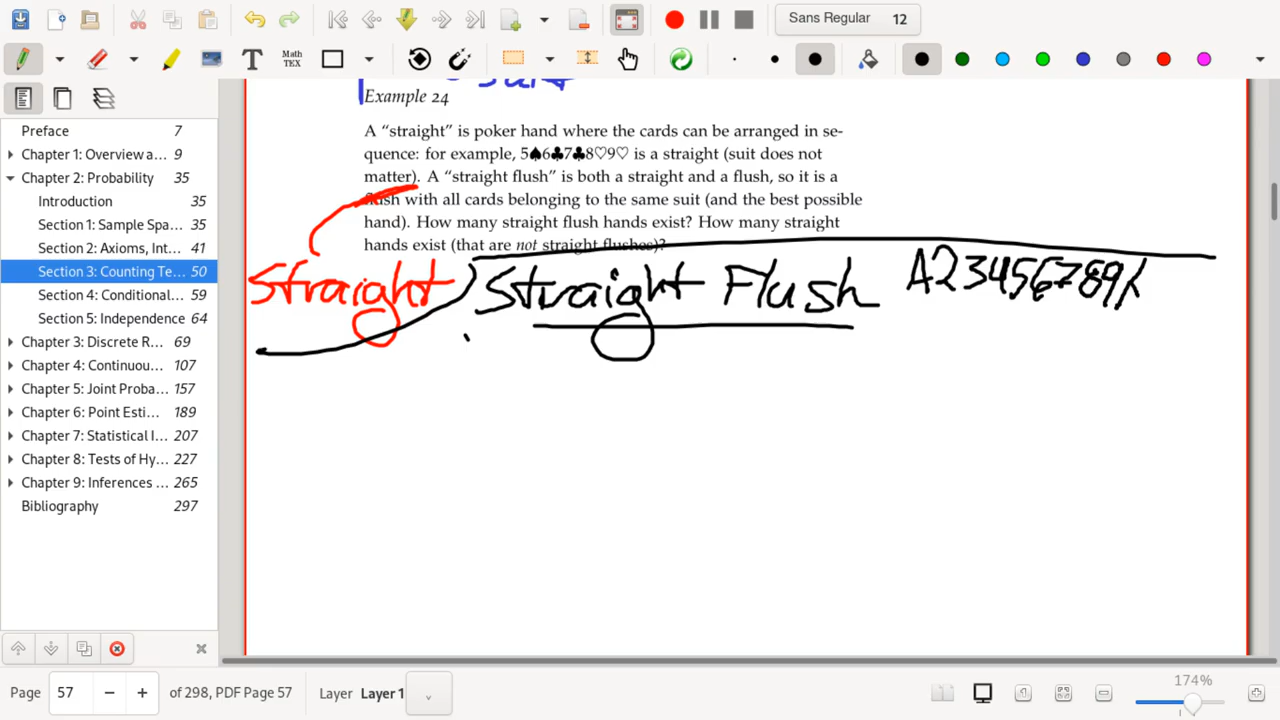 Sans Regular 12
Math
TEX
Preface 7
Chapter 1: Overview a... 9
Chapter 2: Probability 35
Introduction 35
Section 1: Sample Spa... 35
Section 2: Axioms, Int... 41
Section 3: Counting Te... 50
Section 4: Conditional... 59
Section 5: Independence 64
Chapter 3: Discrete R... 69
Chapter 4: Continuou... 107
Chapter 5: Joint Proba... 157
Chapter 6: Point Esti... 189
Chapter 7: Statistical I... 207
Chapter 8: Tests of Hy... 227
Chapter 9: Inferences ... 265
Bibliography 297
Example 24
A “straight” is poker hand where the cards can be arranged in se-
quence: for example, 5♠6♣7♣8♡9♡ is a straight (suit does not
matter). A “straight flush” is both a straight and a flush, so it is a
flush with all cards belonging to the same suit (and the best possible
hand). How many straight flush hands exist? How many straight
hands exist (that are not straight flushes)?
Straight Straight Flush A23456789
Page 57 of 298, PDF Page 57 Layer Layer 1 174%